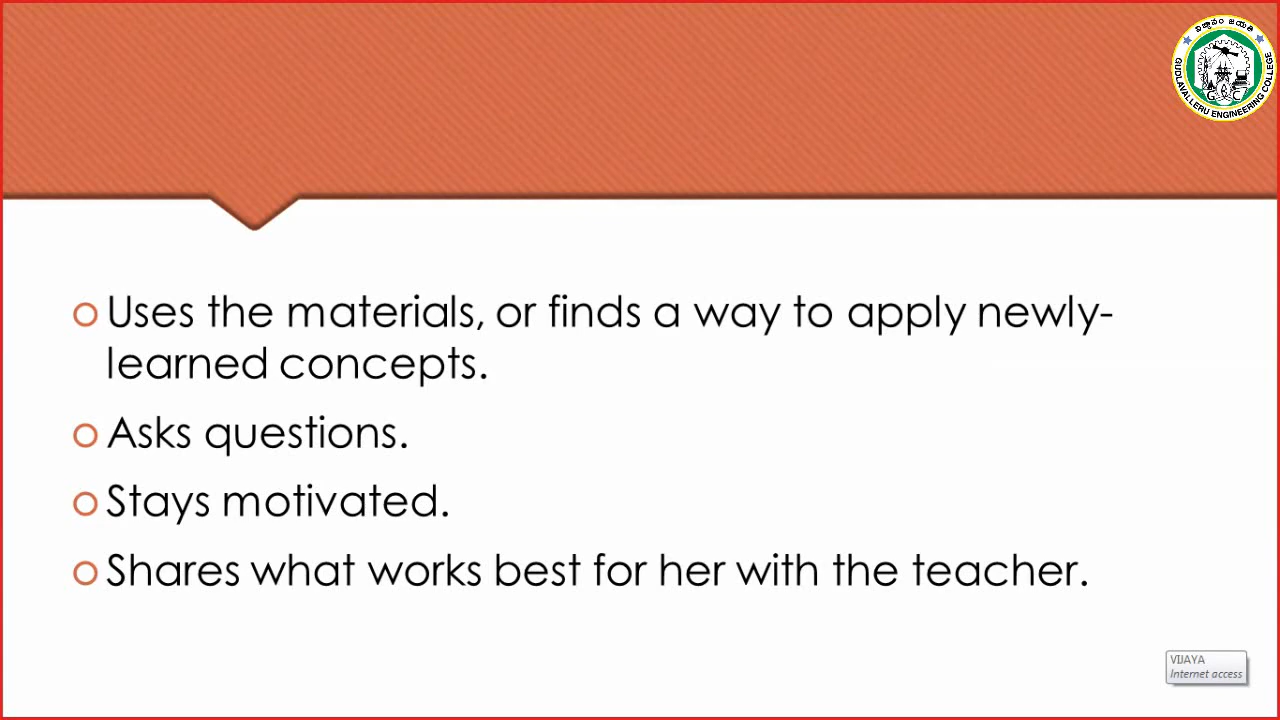 విజ్ఞానం జయతి
GUDLAVALLERU ENGINEERING COLLEGE
G E C
Uses the materials, or finds a way to apply newly-
learned concepts.
Asks questions.
Stays motivated.
Shares what works best for her with the teacher.
VIJAYA
Internet access